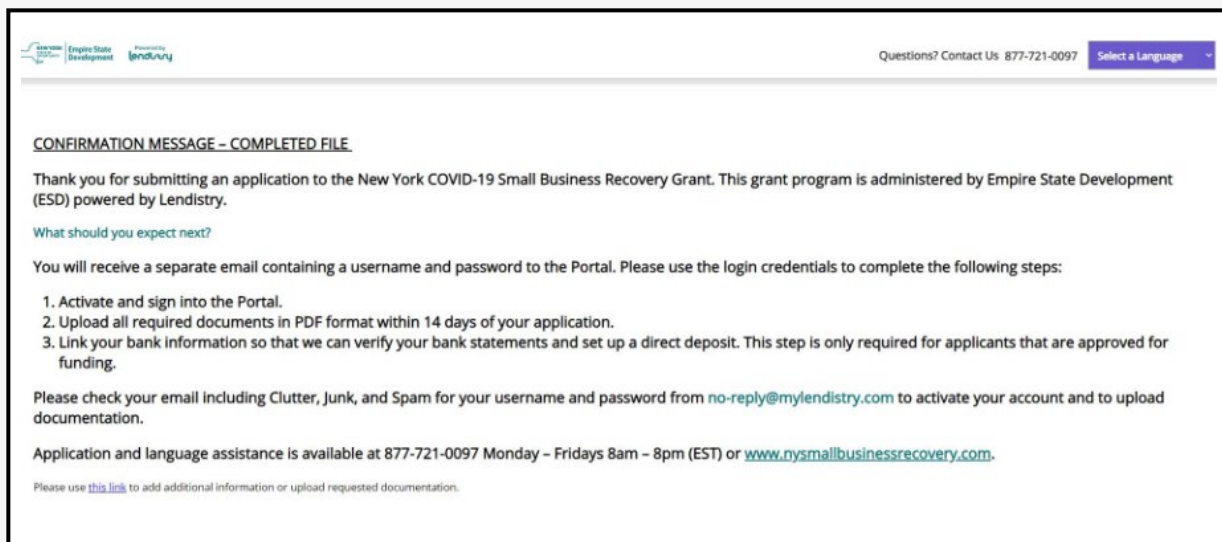 NEW YORK
Empire State
Development
Powered by
lendistry
Questions? Contact Us 877-721-0097
Select a Language
CONFIRMATION MESSAGE – COMPLETED FILE
Thank you for submitting an application to the New York COVID-19 Small Business Recovery Grant. This grant program is administered by Empire State Development
(ESD) powered by Lendistry.
What should you expect next?
You will receive a separate email containing a username and password to the Portal. Please use the login credentials to complete the following steps:
1. Activate and sign into the Portal.
2. Upload all required documents in PDF format within 14 days of your application.
3. Link your bank information so that we can verify your bank statements and set up a direct deposit. This step is only required for applicants that are approved for
funding.
Please check your email including Clutter, Junk, and Spam for your username and password from no-reply@mylendistry.com to activate your account and to upload
documentation.
Application and language assistance is available at 877-721-0097 Monday – Fridays 8am – 8pm (EST) or www.nysmallbusinessrecovery.com.
Please use this link to add additional information or upload requested documentation.